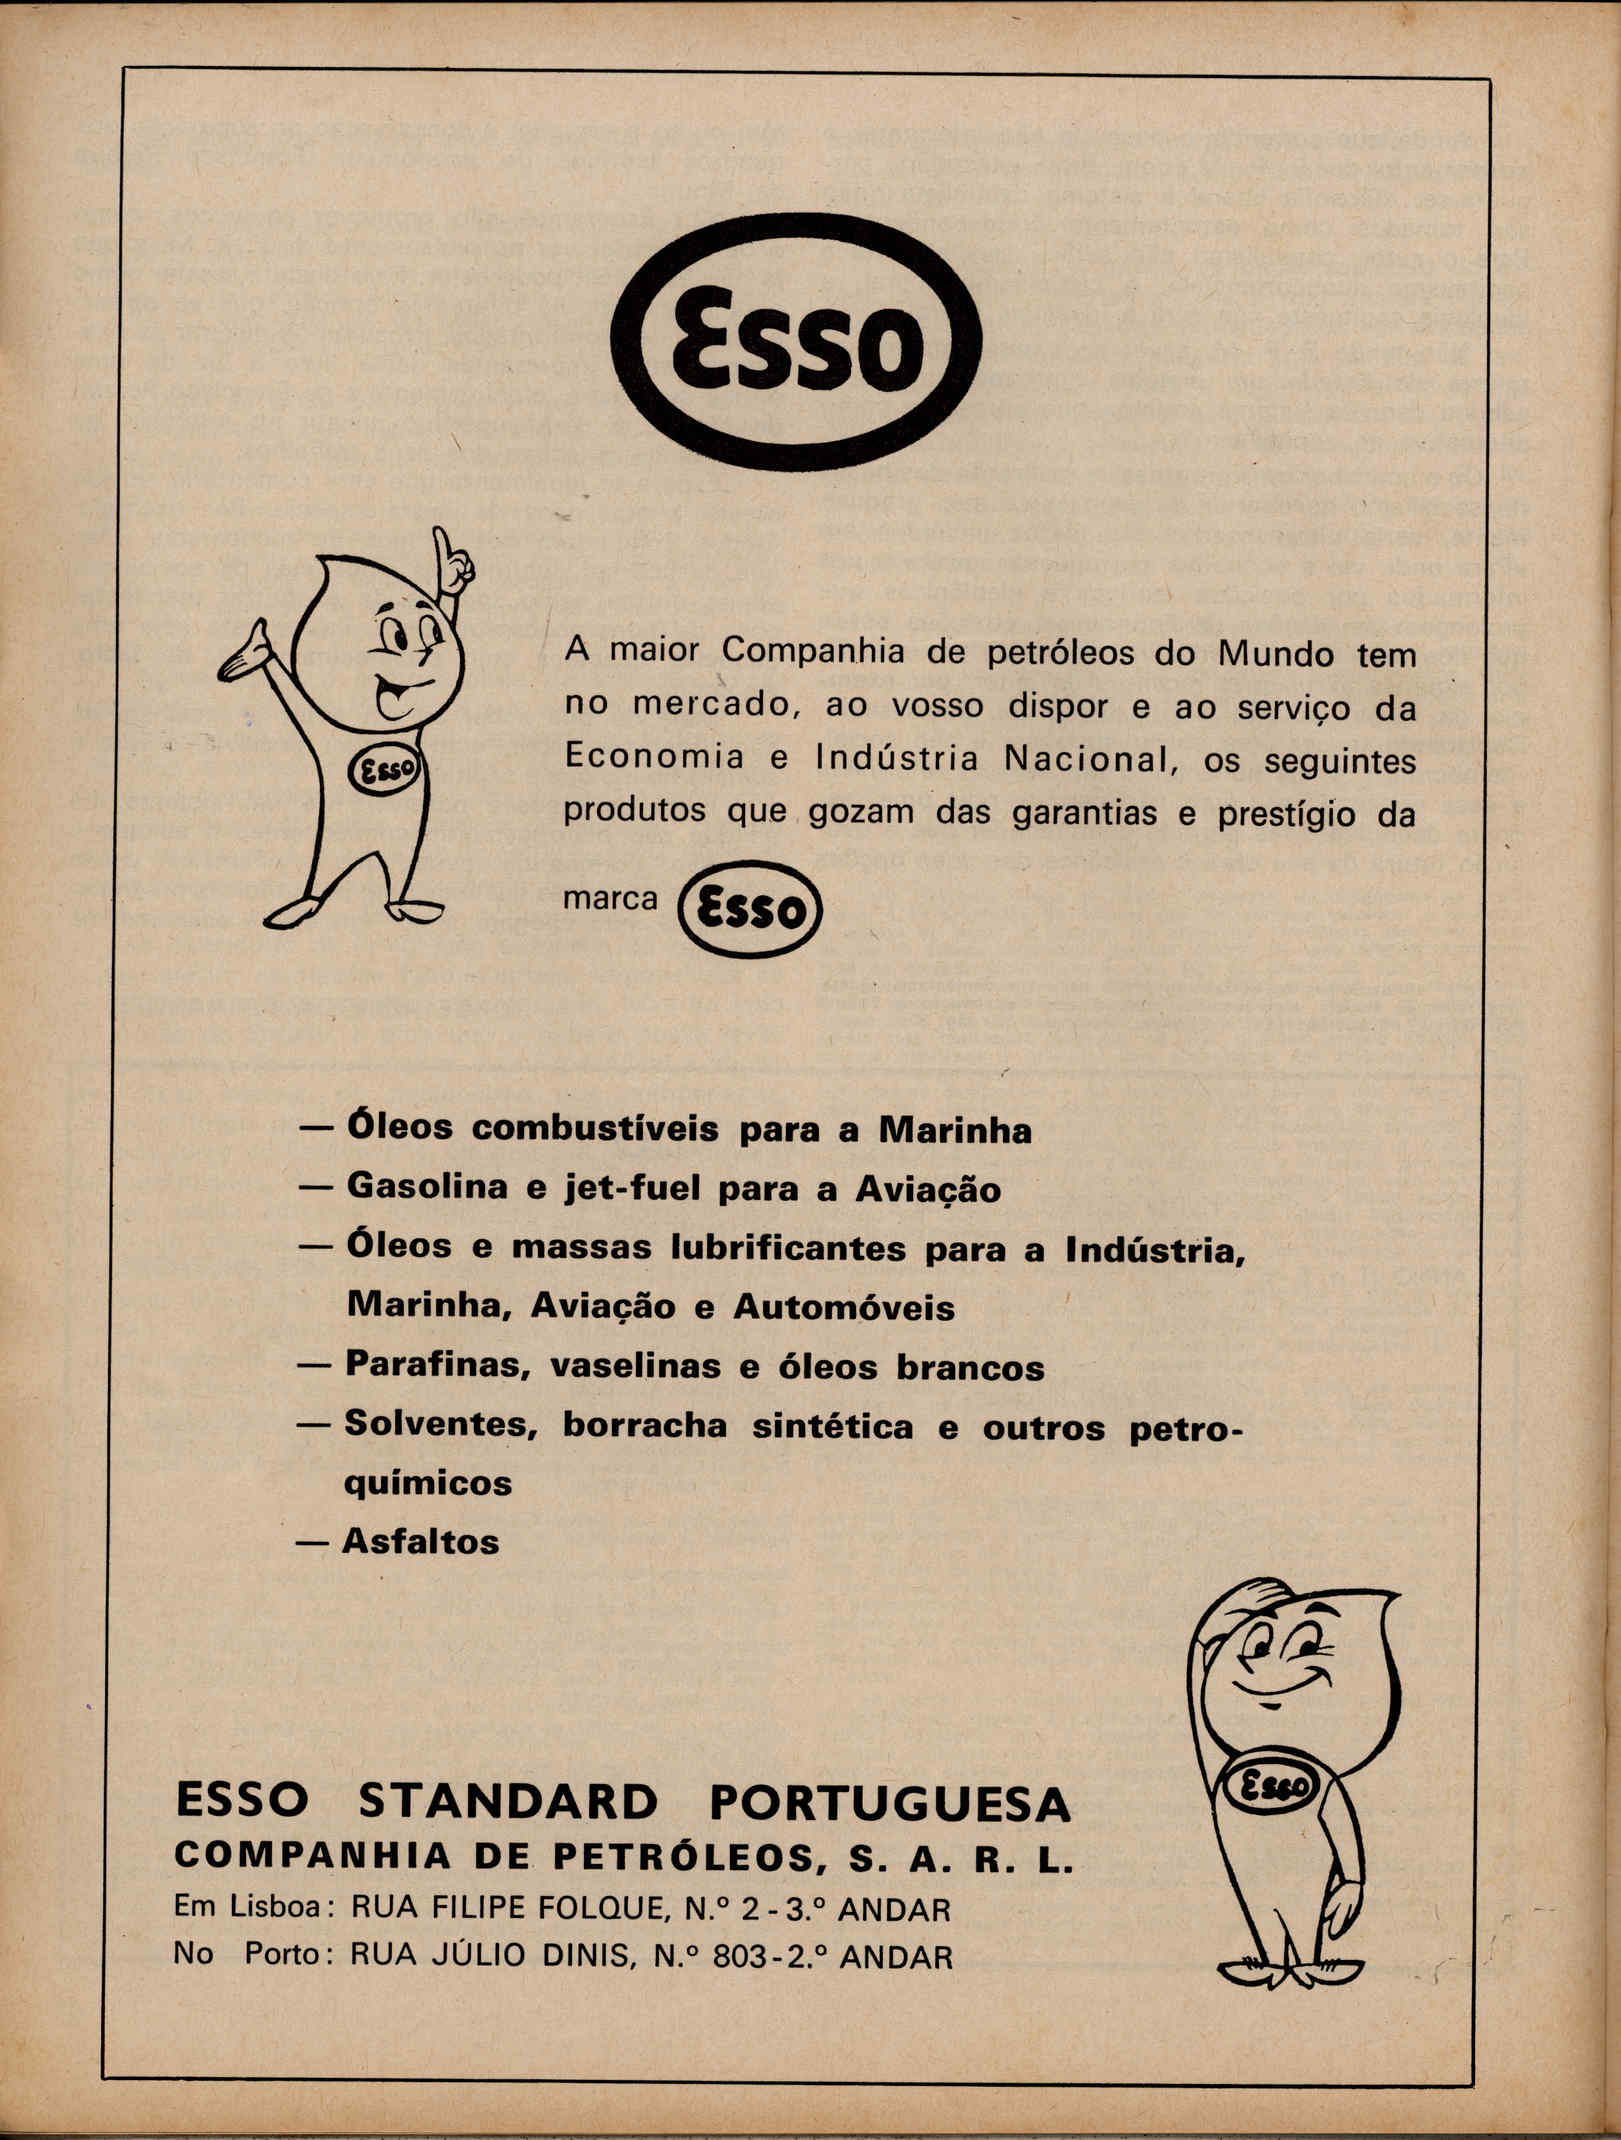 Esso
A maior Companhia de petróleos do Mundo tem
no mercado, ao vosso dispor e ao serviço da
Economia e Indústria Nacional, os seguintes
produtos que gozam das garantias e prestígio da
marca Esso
Esso
— Óleos combustíveis para a Marinha
— Gasolina e jet-fuel para a Aviação
— Óleos e massas lubrificantes para a Indústria,
Marinha, Aviação e Automóveis
— Parafinas, vaselinas e óleos brancos
— Solventes, borracha sintética e outros petro-
químicos
— Asfaltos
Esso
ESSO STANDARD PORTUGUESA
COMPANHIA DE PETRÓLEOS, S. A. R. L.
Em Lisboa: RUA FILIPE FOLQUE, N.º 2 - 3.º ANDAR
No Porto: RUA JÚLIO DINIS, N.º 803-2.º ANDAR